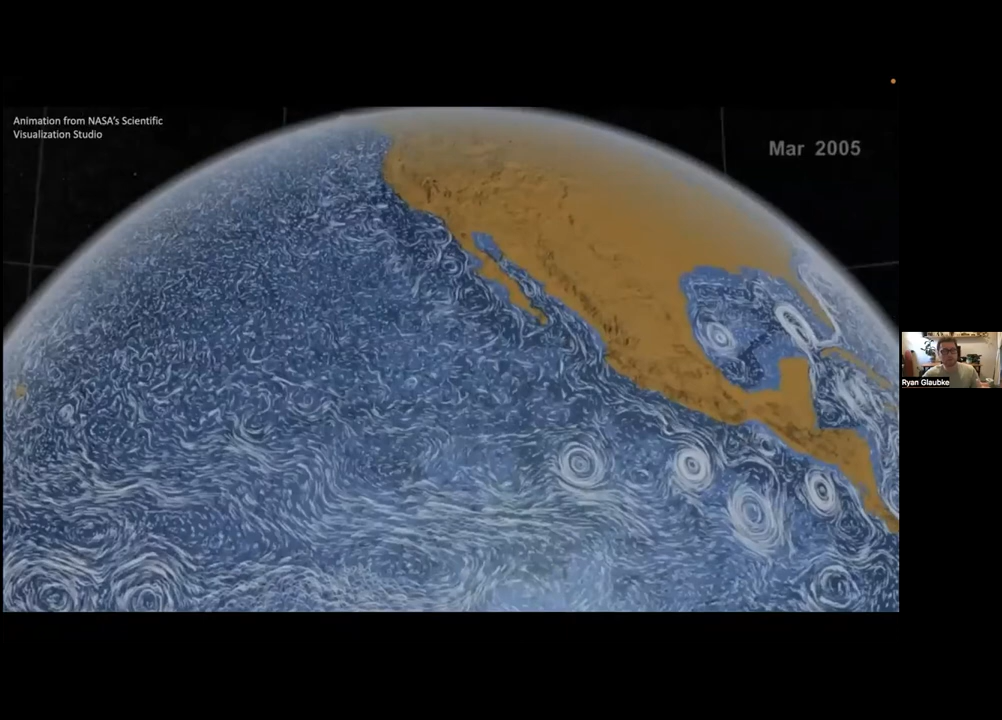 Animation from NASA's Scientific
Visualization Studio
Mar 2005
Ryan Glaubke